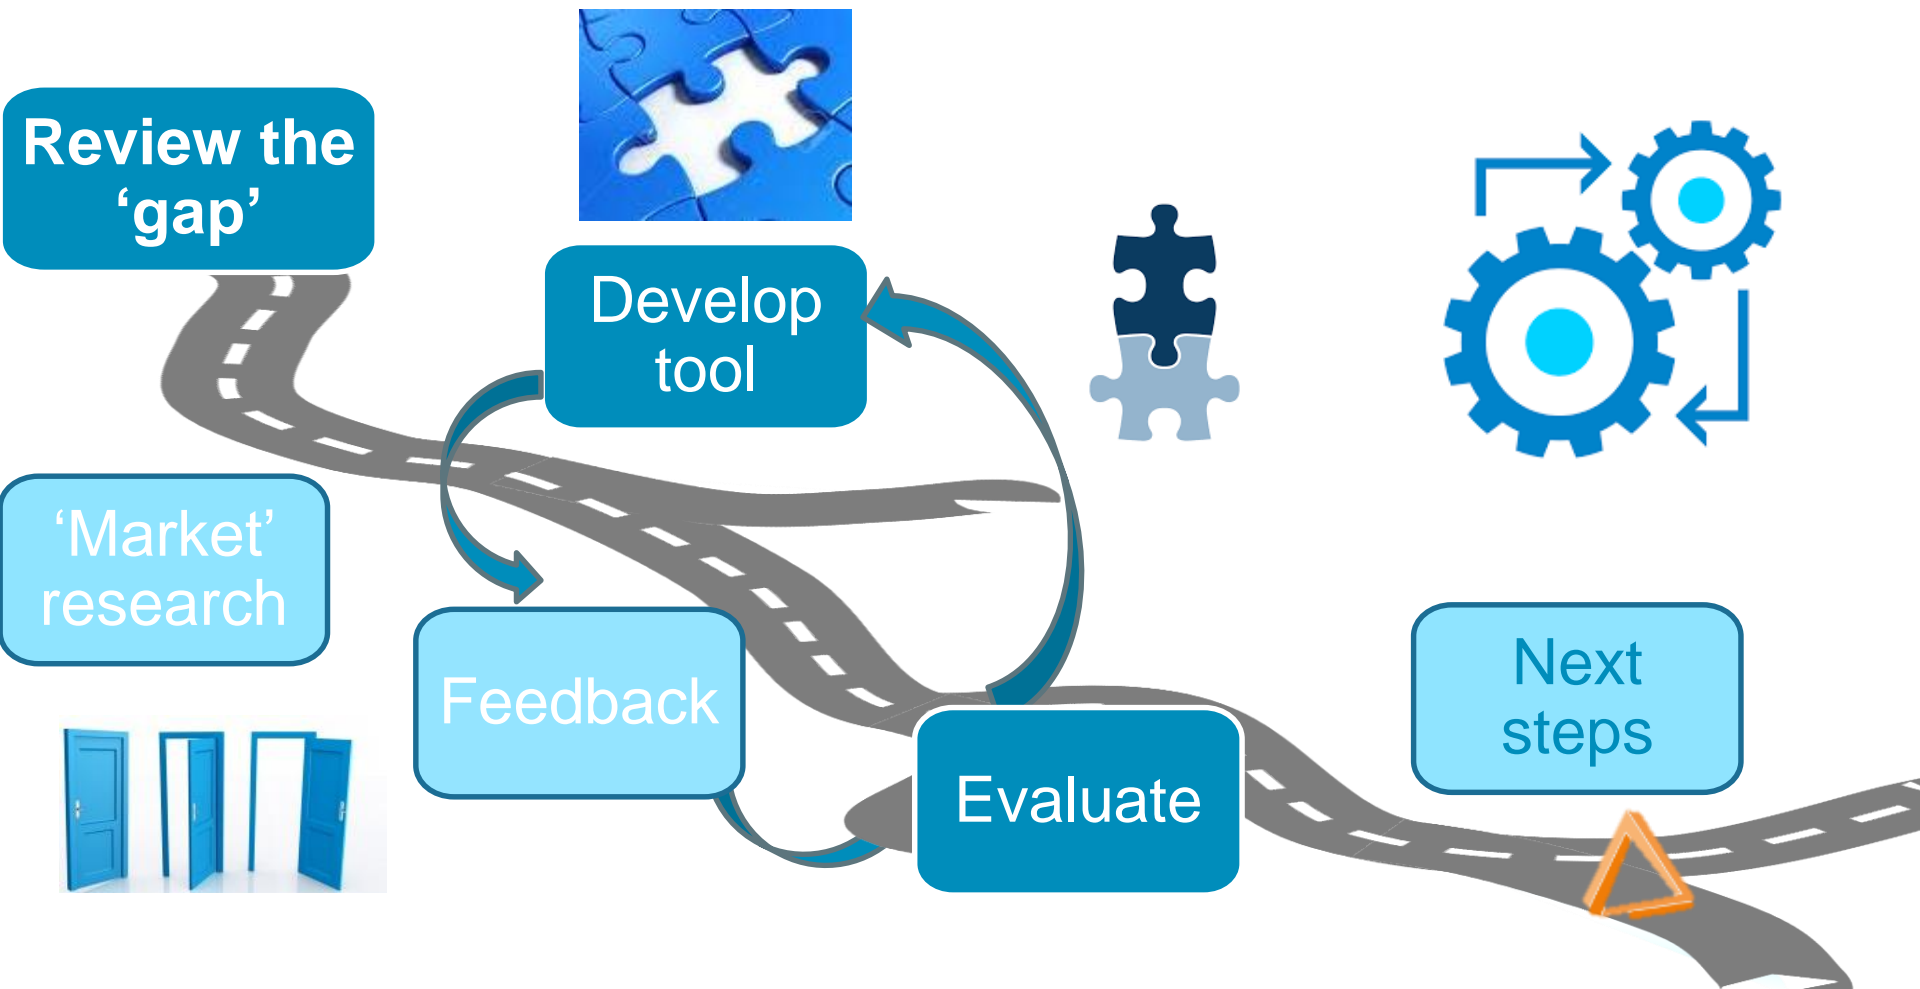 Review the
‘gap’
Develop
tool
‘Market’
research
Feedback
Evaluate
Next
steps